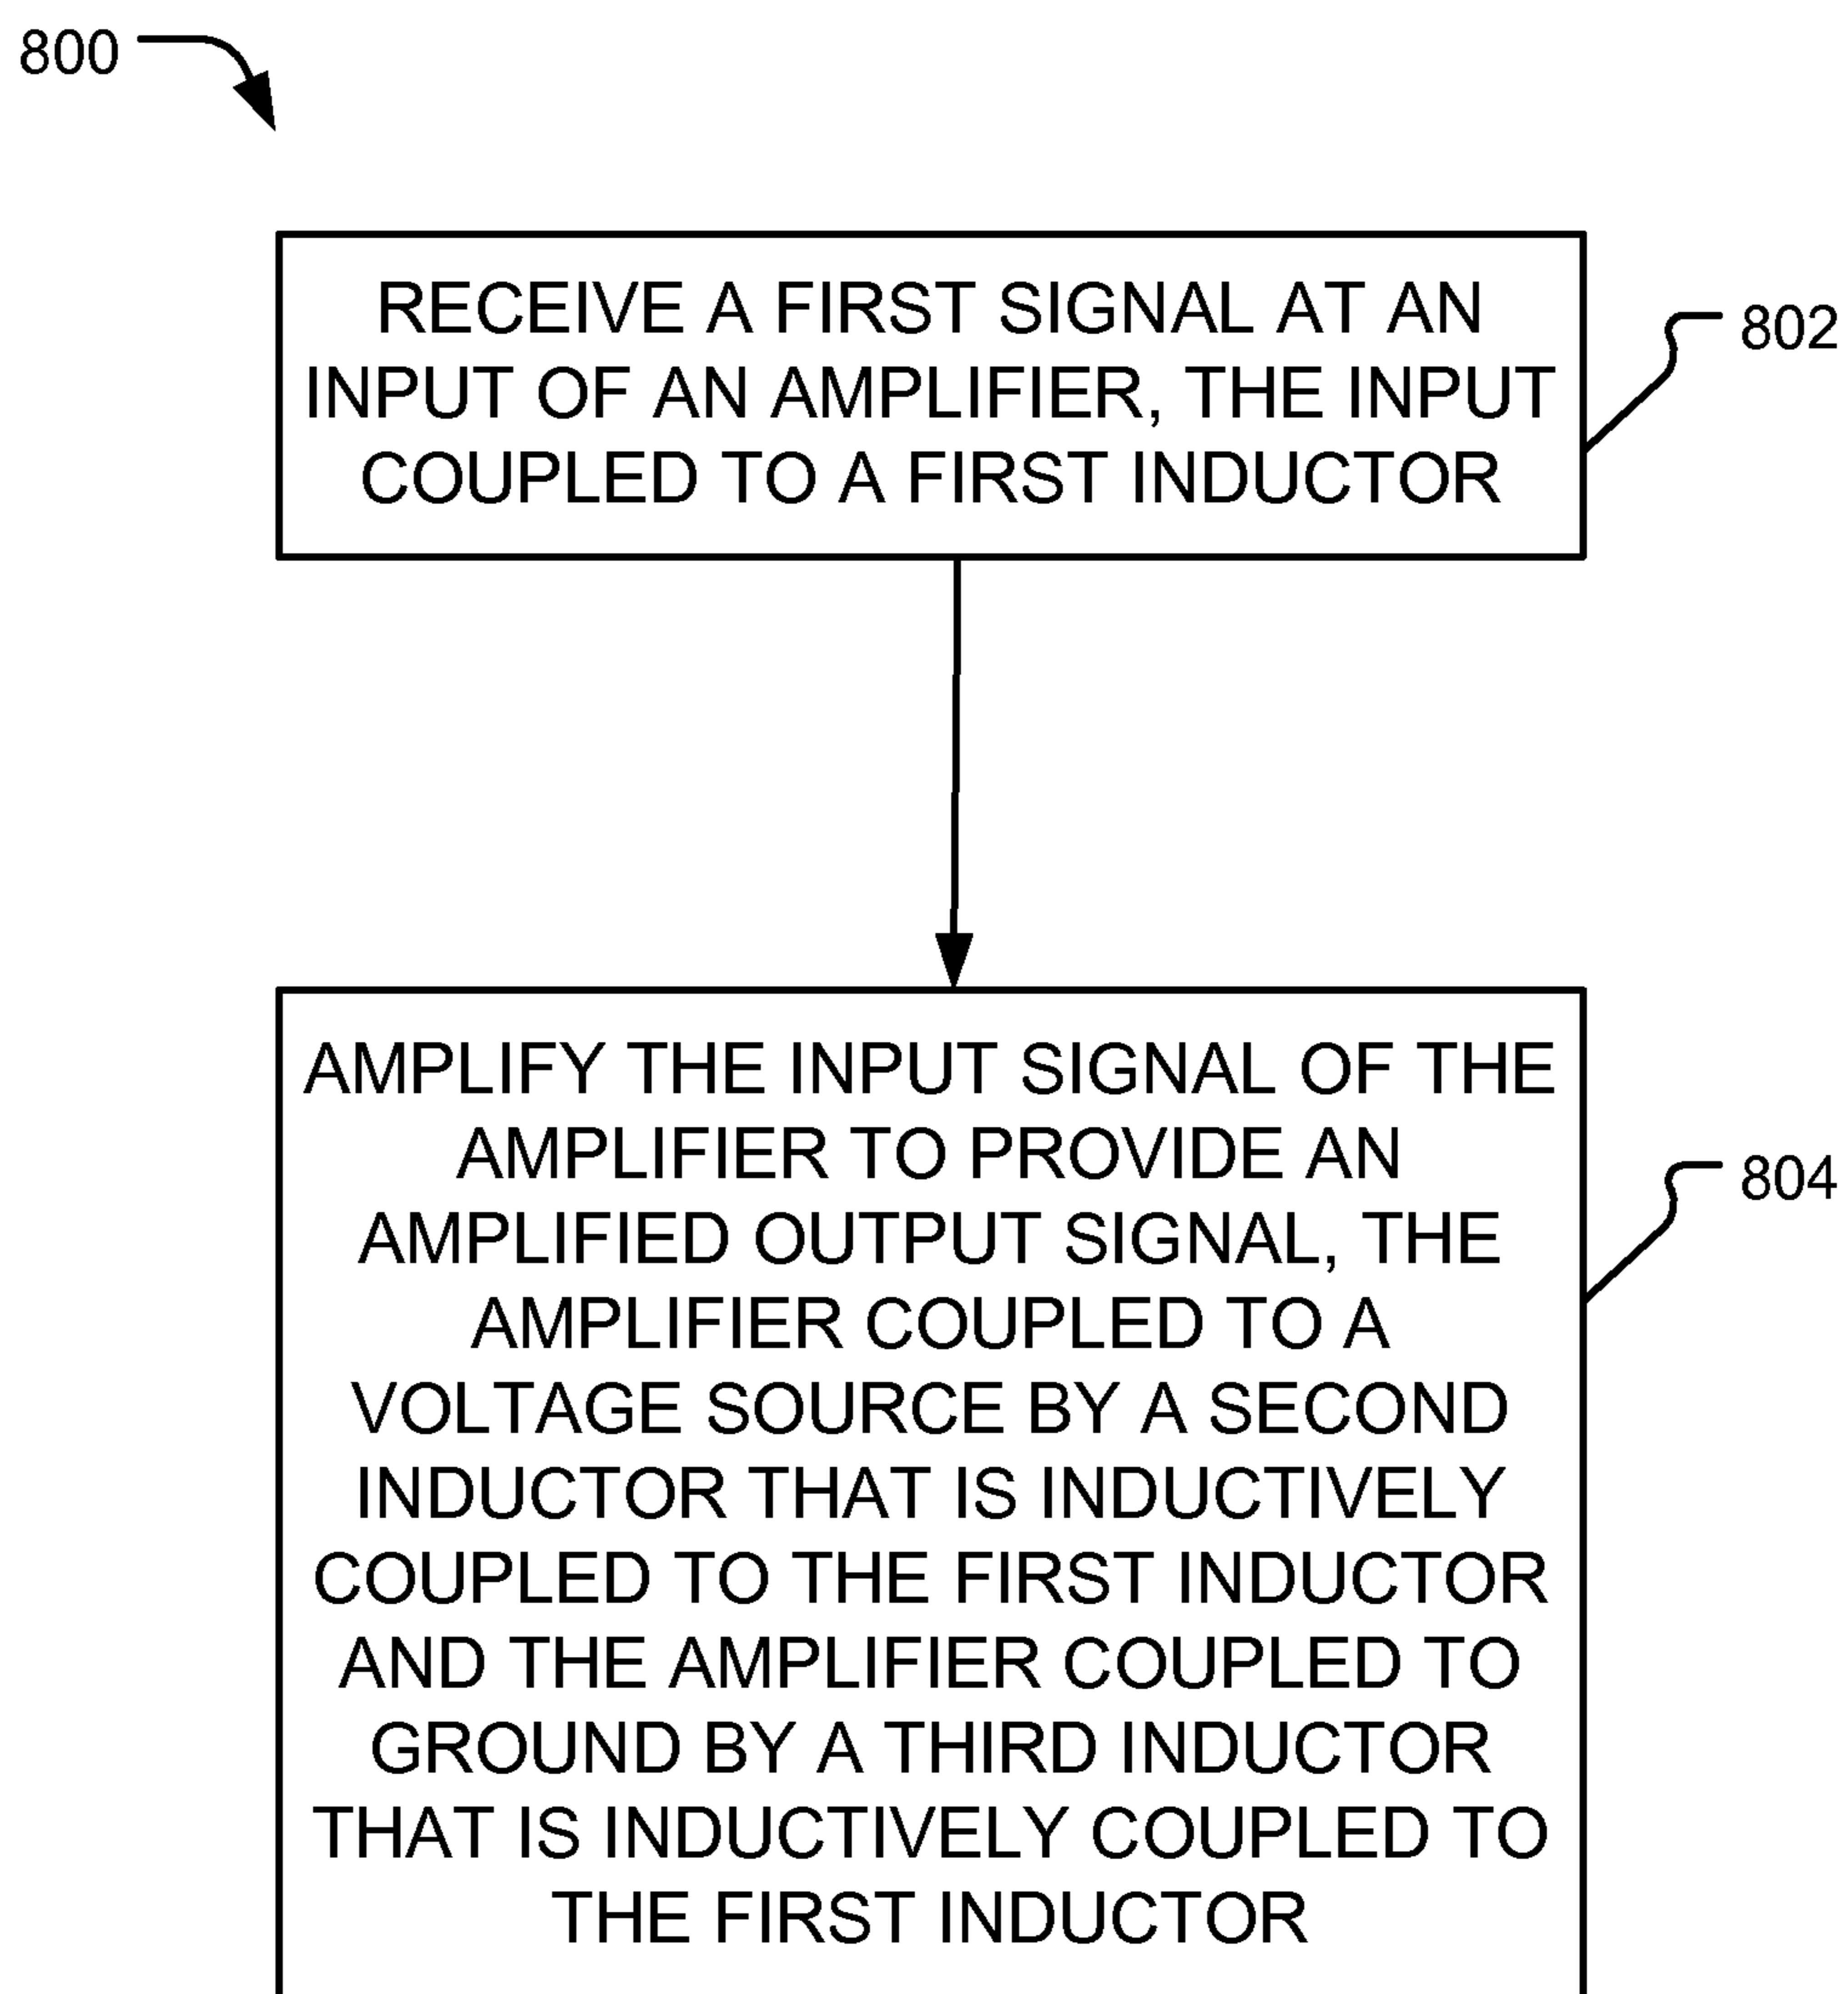 800
RECEIVE A FIRST SIGNAL AT AN
INPUT OF AN AMPLIFIER, THE INPUT
COUPLED TO A FIRST INDUCTOR
802
AMPLIFY THE INPUT SIGNAL OF THE
AMPLIFIER TO PROVIDE AN
AMPLIFIED OUTPUT SIGNAL, THE
AMPLIFIER COUPLED TO A
VOLTAGE SOURCE BY A SECOND
INDUCTOR THAT IS INDUCTIVELY
COUPLED TO THE FIRST INDUCTOR
AND THE AMPLIFIER COUPLED TO
GROUND BY A THIRD INDUCTOR
THAT IS INDUCTIVELY COUPLED TO
THE FIRST INDUCTOR
804